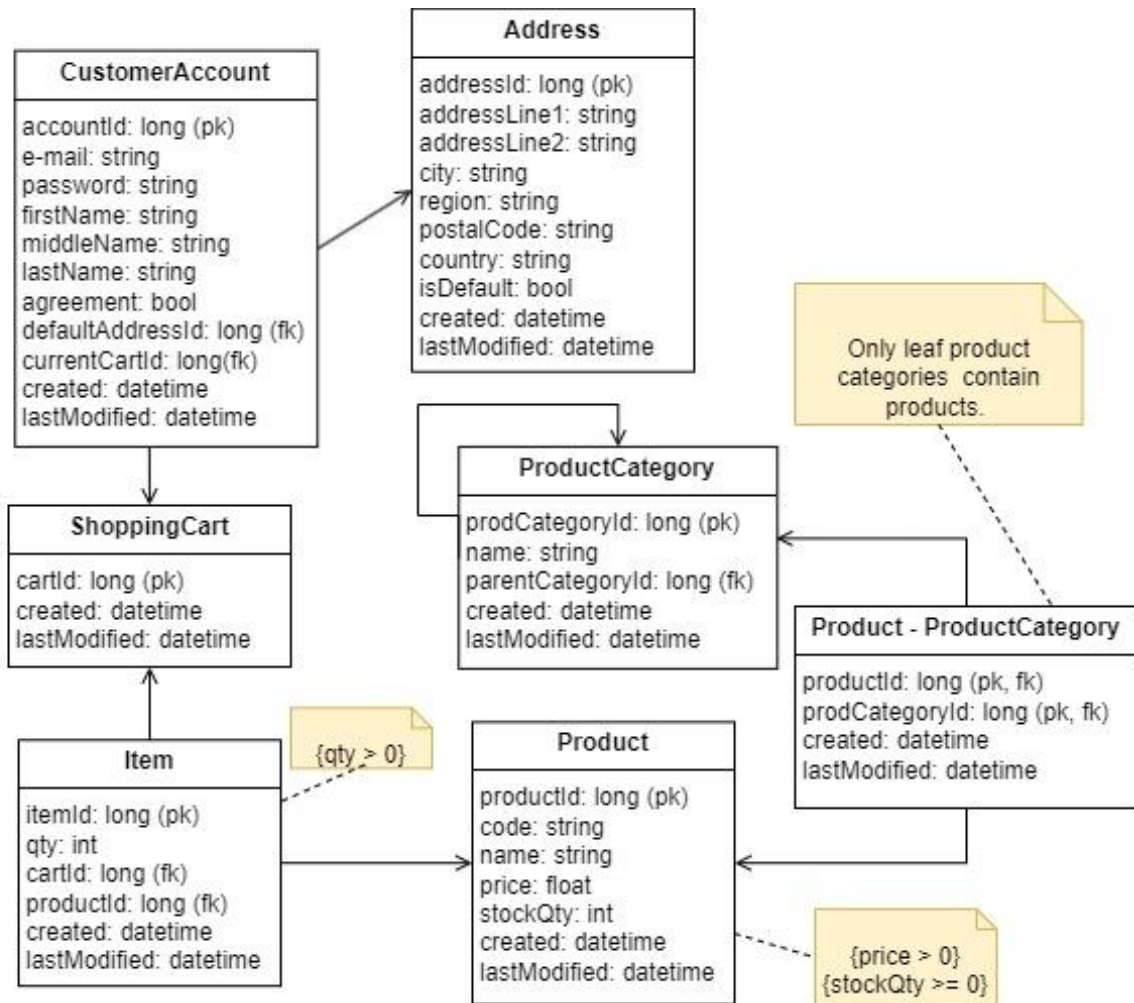 CustomerAccount
accountId: long (pk)
e-mail: string
password: string
firstName: string
middleName: string
lastName: string
agreement: bool
defaultAddressId: long (fk)
currentCartId: long(fk)
created: datetime
lastModified: datetime
Address
addressId: long (pk)
addressLine1: string
addressLine2: string
city: string
region: string
postalCode: string
country: string
isDefault: bool
created: datetime
lastModified: datetime
Only leaf product
categories contain
products.
ProductCategory
prodCategoryId: long (pk)
name: string
parentCategoryId: long (fk)
created: datetime
lastModified: datetime
ShoppingCart
cartId: long (pk)
created: datetime
lastModified: datetime
Product - ProductCategory
productId: long (pk, fk)
prodCategoryId: long (pk, fk)
created: datetime
lastModified: datetime
Item
itemId: long (pk)
qty: int
cartId: long (fk)
productId: long (fk)
created: datetime
lastModified: datetime
{qty > 0}
Product
productId: long (pk)
code: string
name: string
price: float
stockQty: int
created: datetime
lastModified: datetime
{price > 0}
{stockQty >= 0}